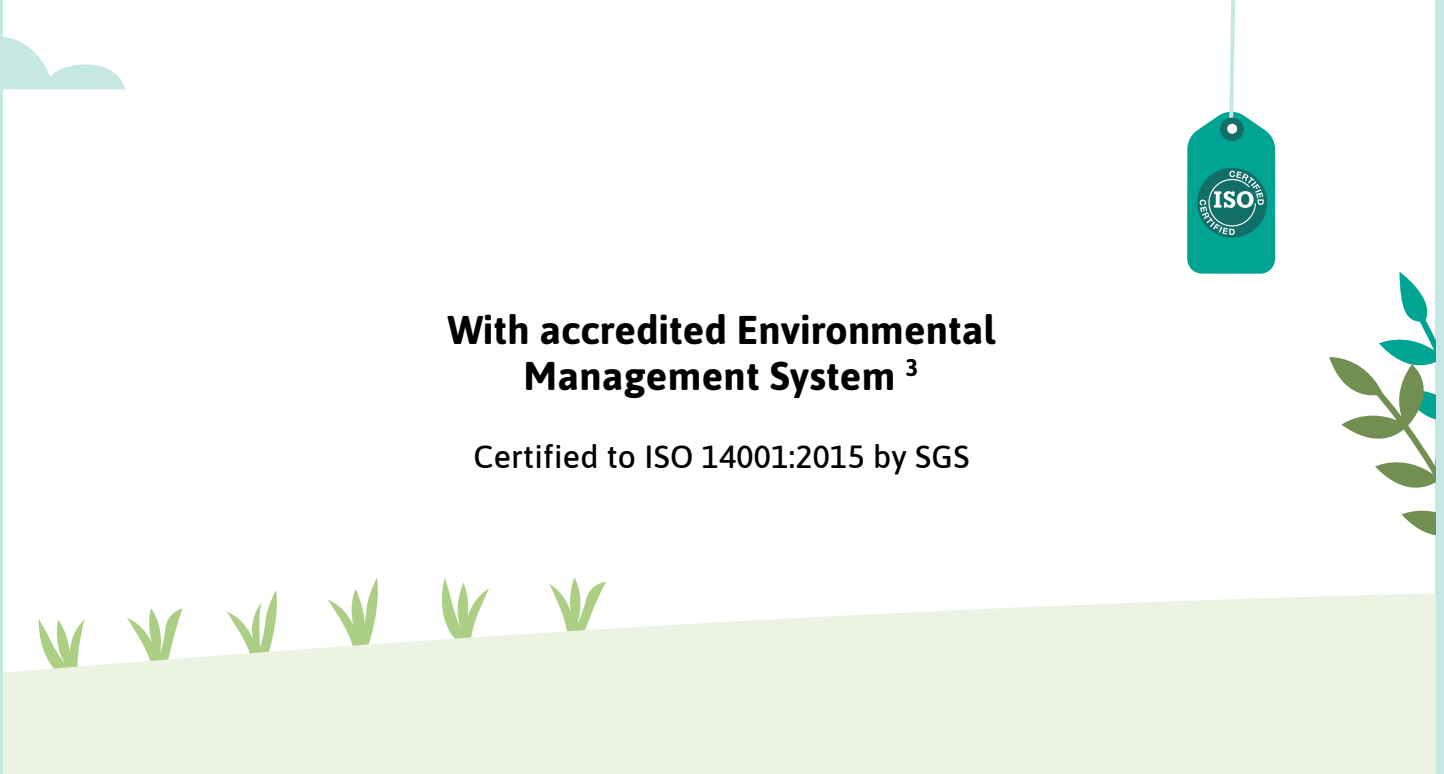 CERTIFIED
ISO
CERTIFIED
With accredited Environmental
Management System ³
Certified to ISO 14001:2015 by SGS